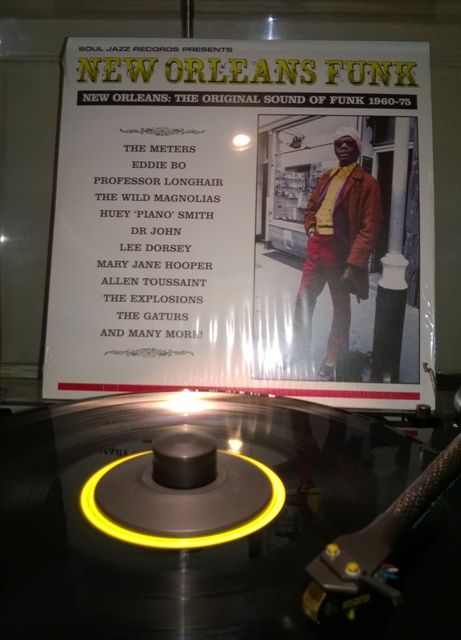 SOUL JAZZ RECORDS PRESENTS
NEW ORLEANS FUNK
NEW ORLEANS: THE ORIGINAL SOUND OF FUNK 1960-75
THE METERS
EDDIE BO
PROFESSOR LONGHAIR
THE WILD MAGNOLIAS
HUEY 'PIANO' SMITH
DR JOHN
LEE DORSEY
MARY JANE HOOPER
ALLEN TOUSSAINT
THE EXPLOSIONS
THE GATURS
AND MANY MORE!